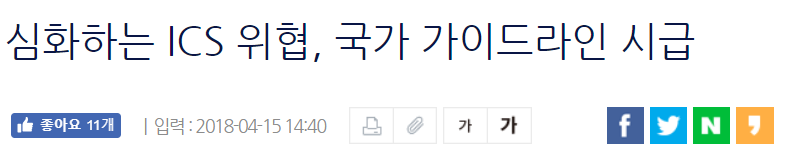 심화하는 ICS 위협, 국가 가이드라인 시급
좋아요 11개 | 입력 : 2018-04-15 14:40 가 가 f N